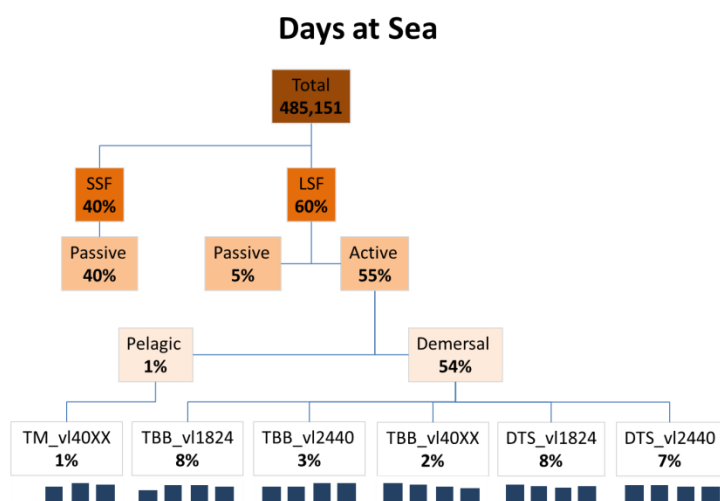 Days at Sea
Total
485,151
SSF
40%
LSF
60%
Passive
40%
Passive
5%
Active
55%
Pelagic
1%
Demersal
54%
TM_vl40XX
1%
TBB_vl1824
8%
TBB_vl2440
3%
TBB_vl40XX
2%
DTS_vl1824
8%
DTS_vl2440
7%